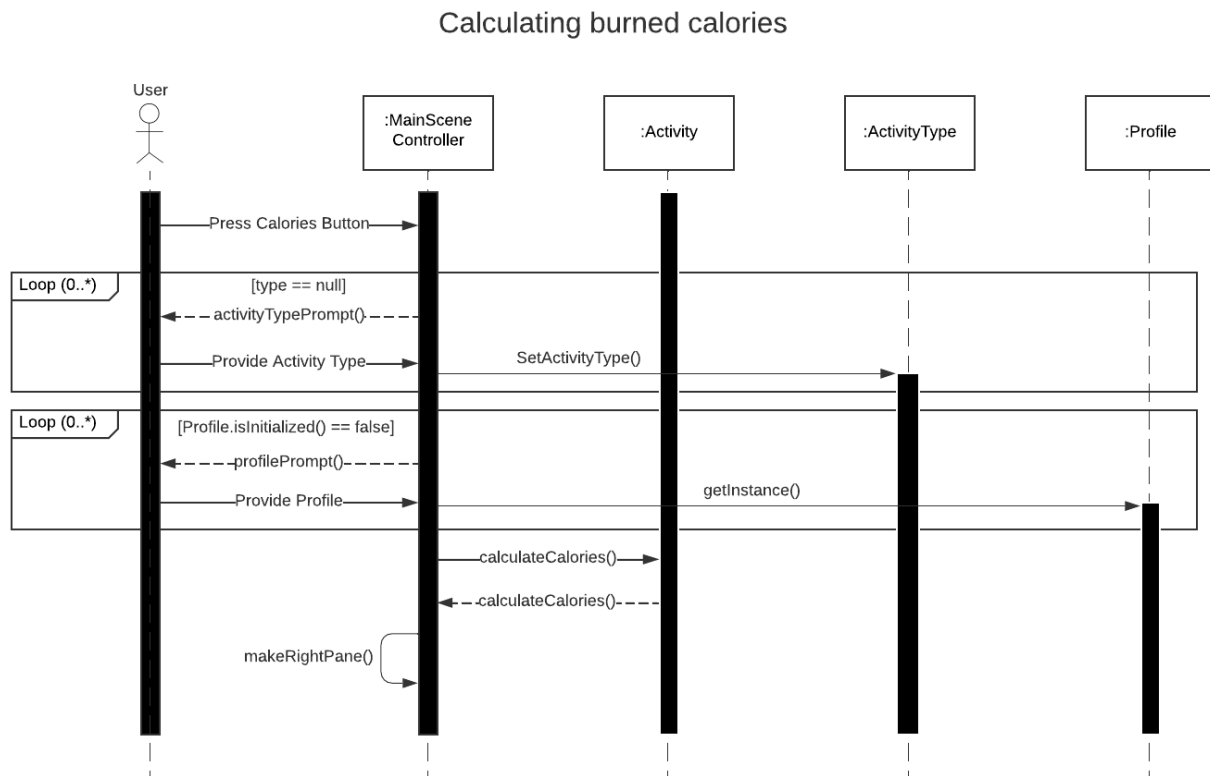 Calculating burned calories
User
:MainScene
Controller
:Activity
:ActivityType
:Profile
Press Calories Button
Loop (0..*)
[type == null]
activityTypePrompt()
Provide Activity Type
SetActivityType()
Loop (0..*)
[Profile.isInitialized() == false]
profilePrompt()
Provide Profile
getInstance()
calculateCalories()
calculateCalories()
makeRightPane()